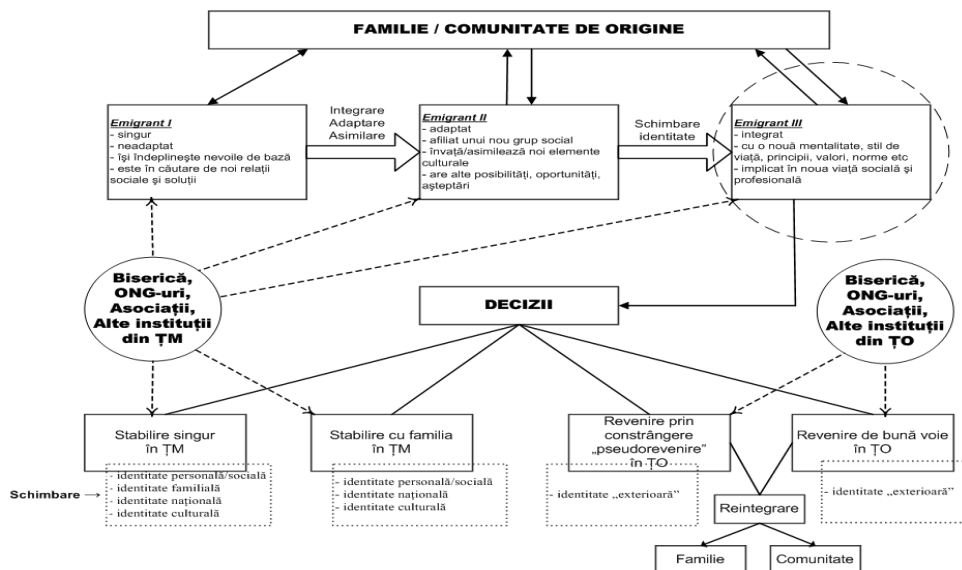 FAMILIE / COMUNITATE DE ORIGINE
Emigrant I
- singur
- neadaptat
- își îndeplinește nevoile de bază
- este în căutare de noi relații
sociale și soluții
Integrare
Adaptare
Asimilare
Emigrant II
- adaptat
- afiliat unui nou grup social
- învață/asimilează noi elemente
culturale
- are alte posibilități, oportunități,
așteptări
Schimbare
identitate
Emigrant III
- integrat
- cu o nouă mentalitate, stil de
viață, principii, valori, norme etc
- implicat în noua viață socială și
profesională
Biserică,
ONG-uri,
Asociații,
Alte instituții
din ȚM
DECIZII
Biserică,
ONG-uri,
Asociații,
Alte instituții
din ȚO
Stabilire singur
în ȚM
Stabilire cu familia
în ȚM
Revenire prin
constrângere
„pseudorevenire”
în ȚO
Revenire de bună voie
în ȚO
Schimbare →
- identitate personală/socială
- identitate familială
- identitate națională
- identitate culturală
- identitate personală/socială
- identitate națională
- identitate culturală
- identitate „exterioară”
- identitate „exterioară”
Reintegrare
Familie
Comunitate